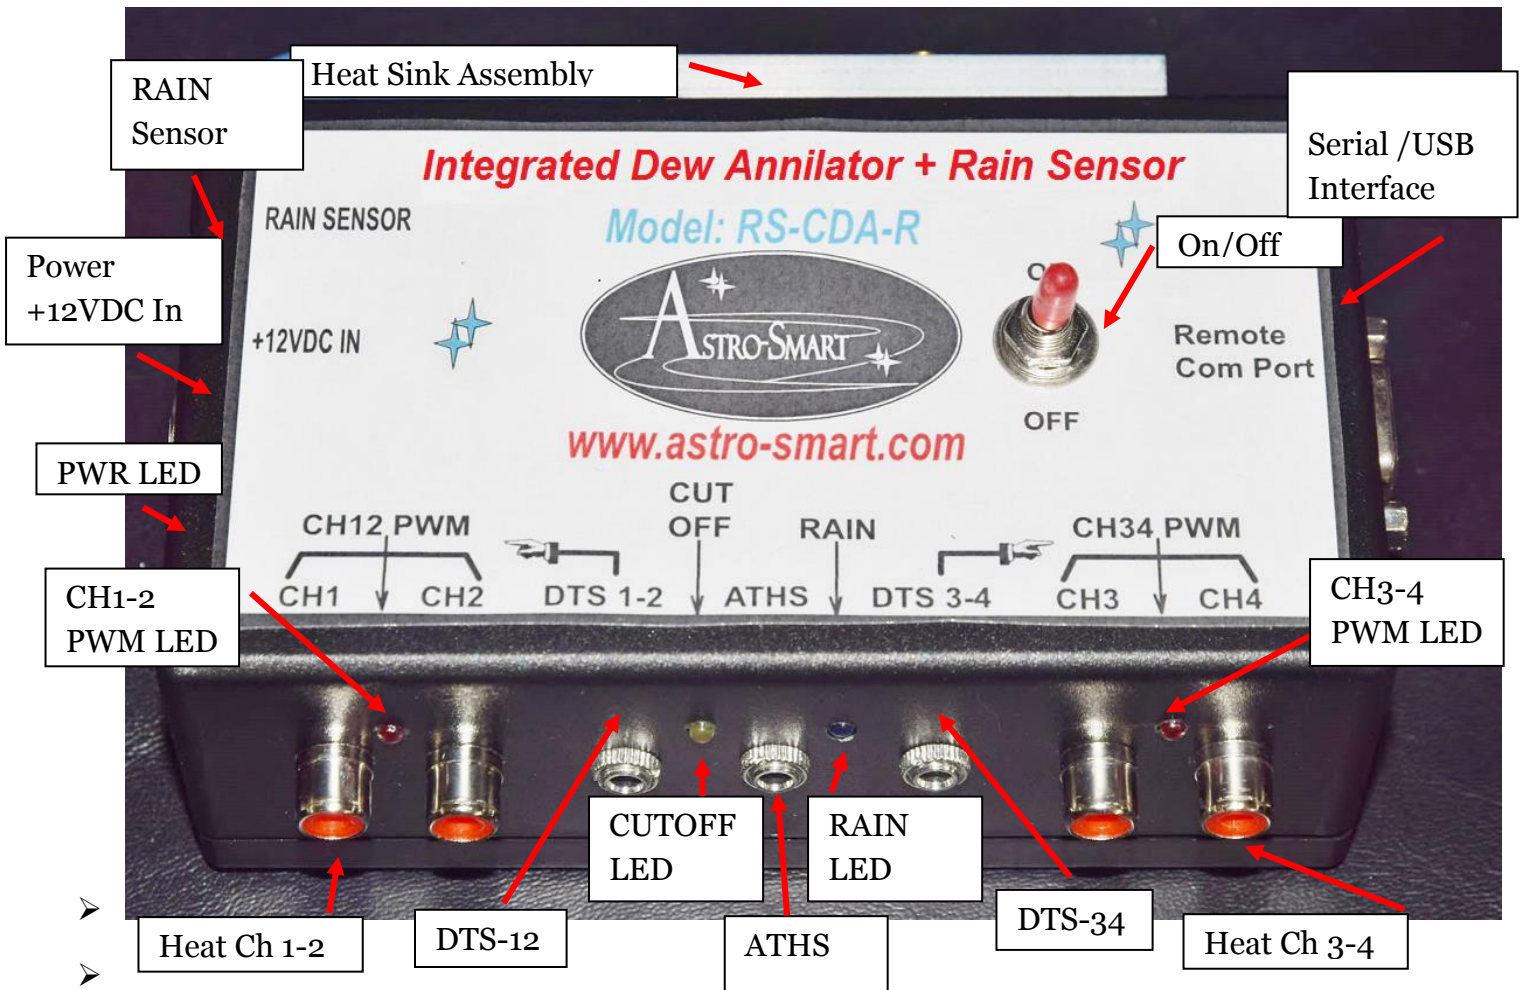 Heat Sink Assembly
RAIN
Sensor
Serial /USB
Interface
Integrated Dew Annilator + Rain Sensor
RAIN SENSOR
Model: RS-CDA-R
On/Off
Power
+12VDC In
+12VDC IN
ASTRO-SMART
Remote
Com Port
OFF
www.astro-smart.com
PWR LED
CUT
OFF
CH12 PWM
RAIN
CH34 PWM
CH1
CH2
DTS 1-2
ATHS
DTS 3-4
CH3
CH4
CH1-2
PWM LED
CH3-4
PWM LED
CUTOFF
LED
RAIN
LED
Heat Ch 1-2
DTS-12
ATHS
DTS-34
Heat Ch 3-4